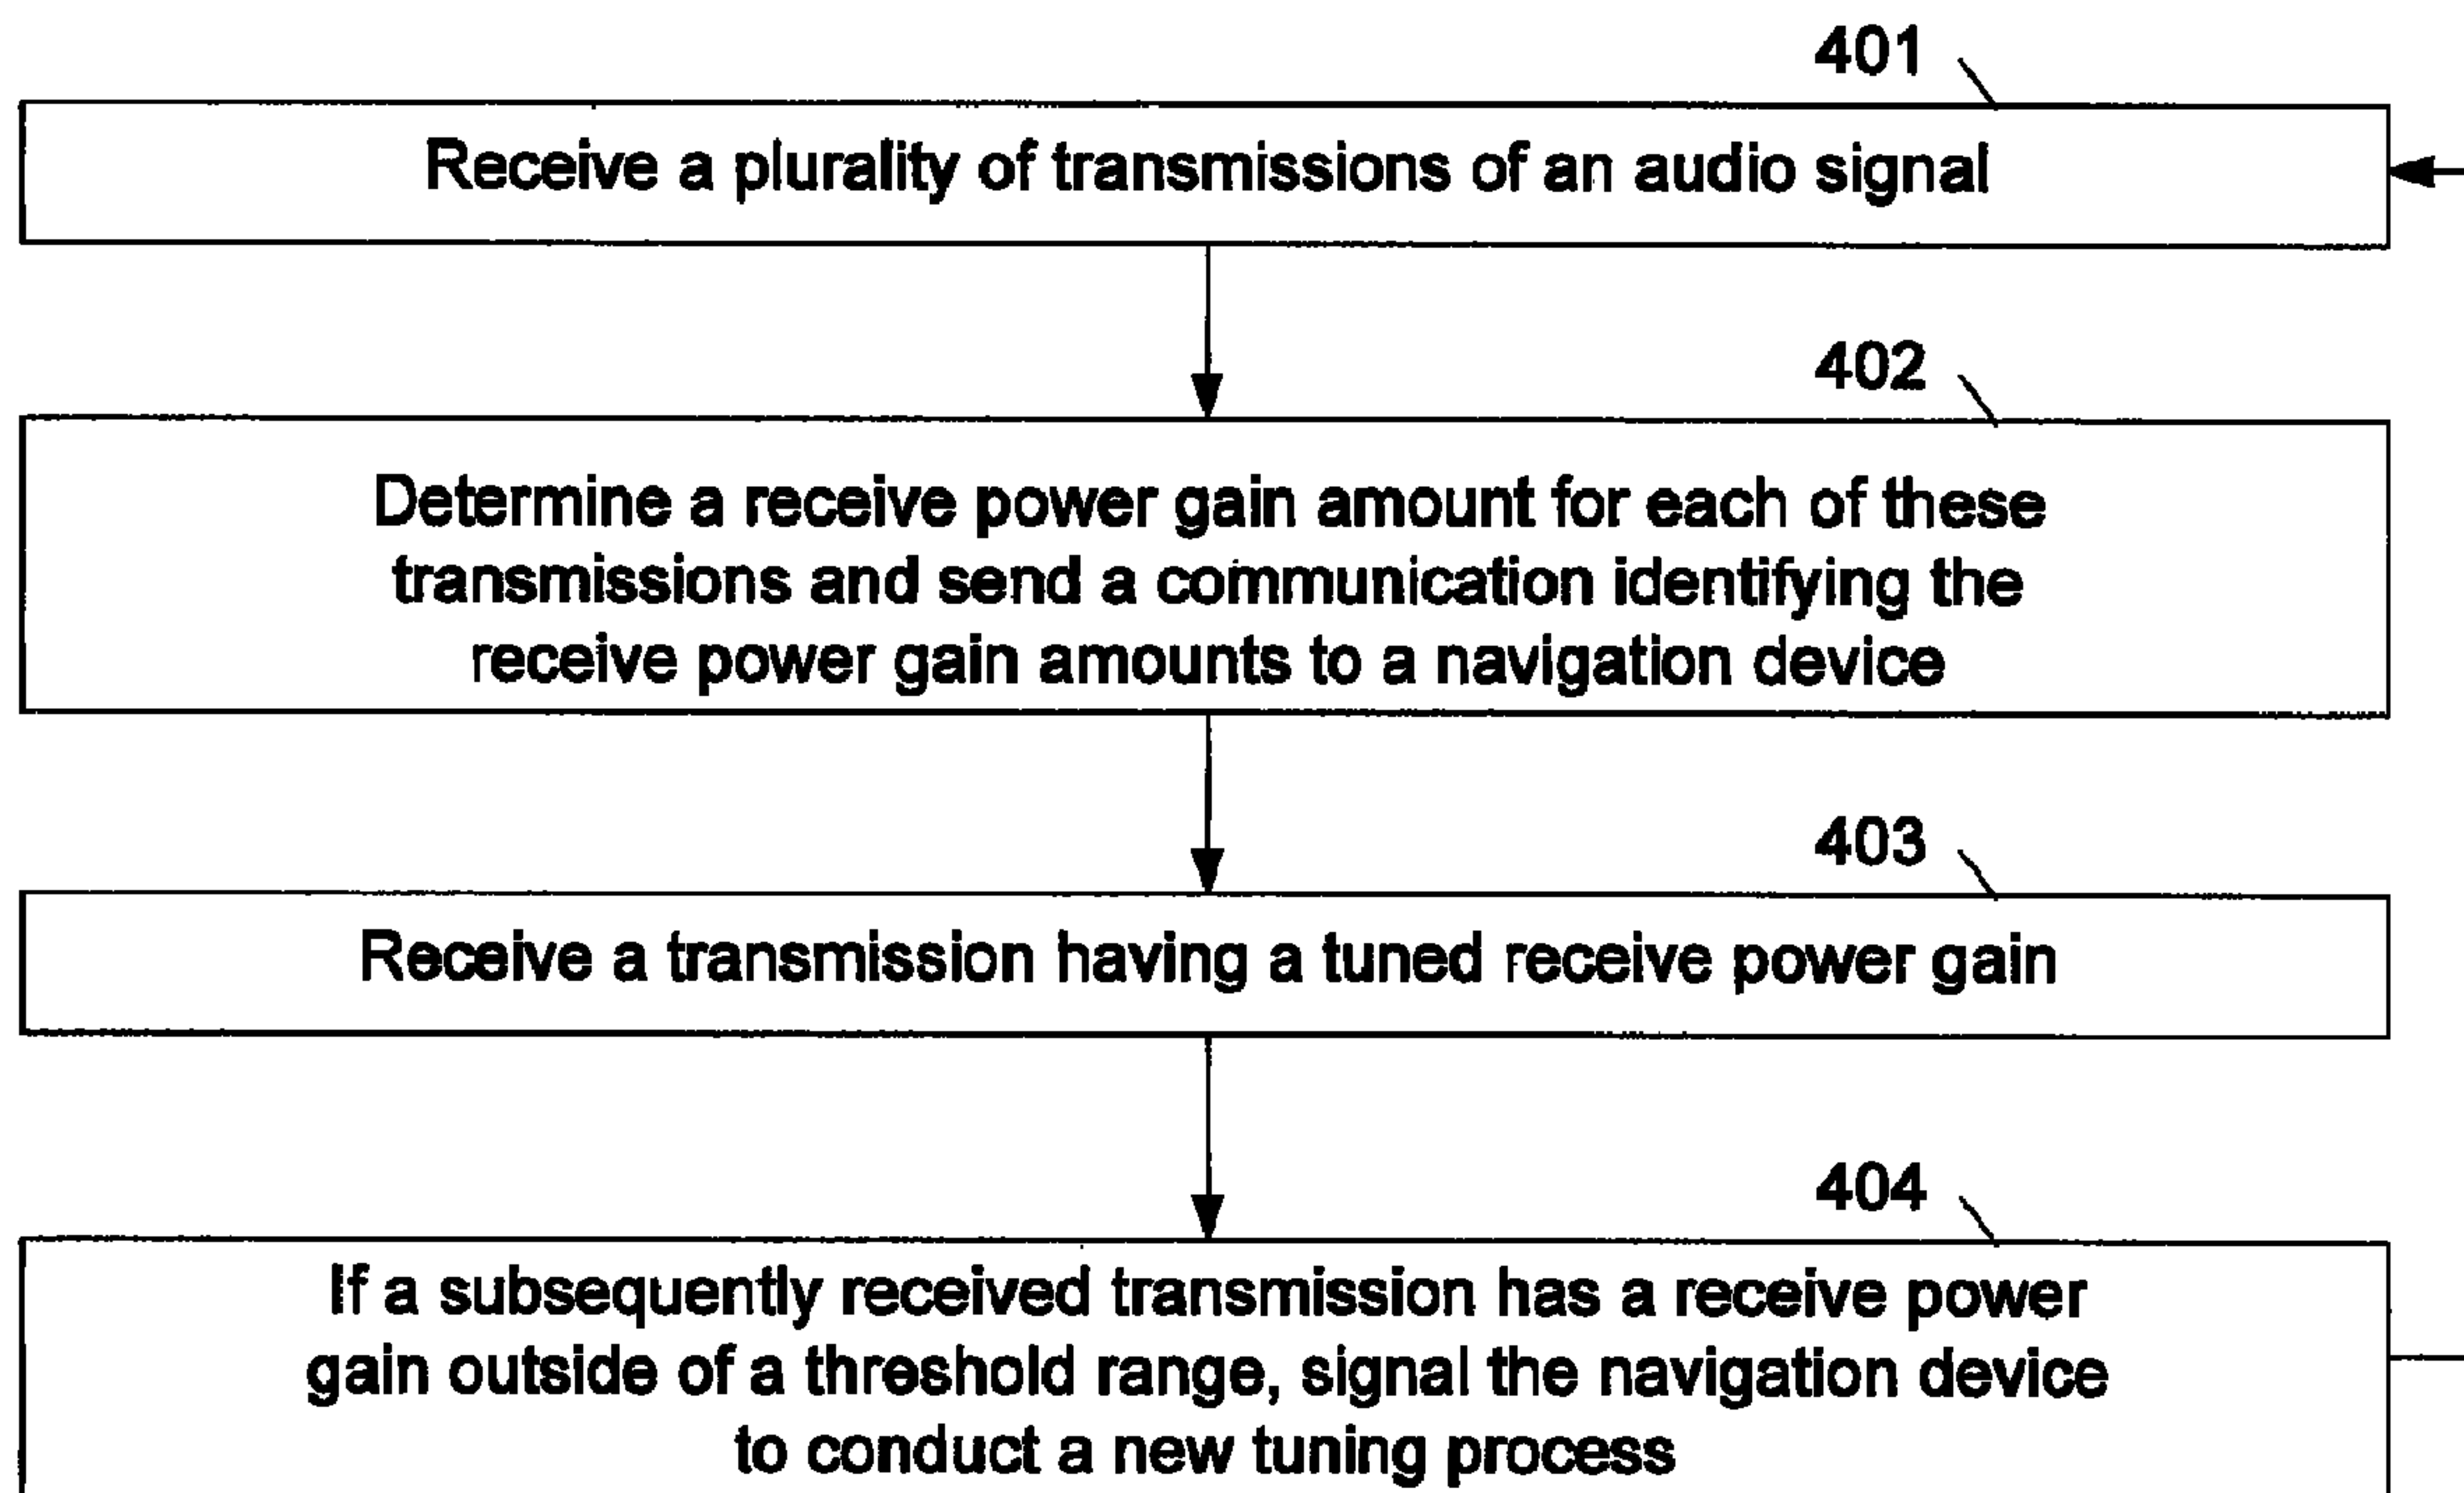 401
Receive a plurality of transmissions of an audio signal
402
Determine a receive power gain amount for each of these
transmissions and send a communication identifying the
receive power gain amounts to a navigation device
403
Receive a transmission having a tuned receive power gain
404
If a subsequently received transmission has a receive power
gain outside of a threshold range, signal the navigation device
to conduct a new tuning process